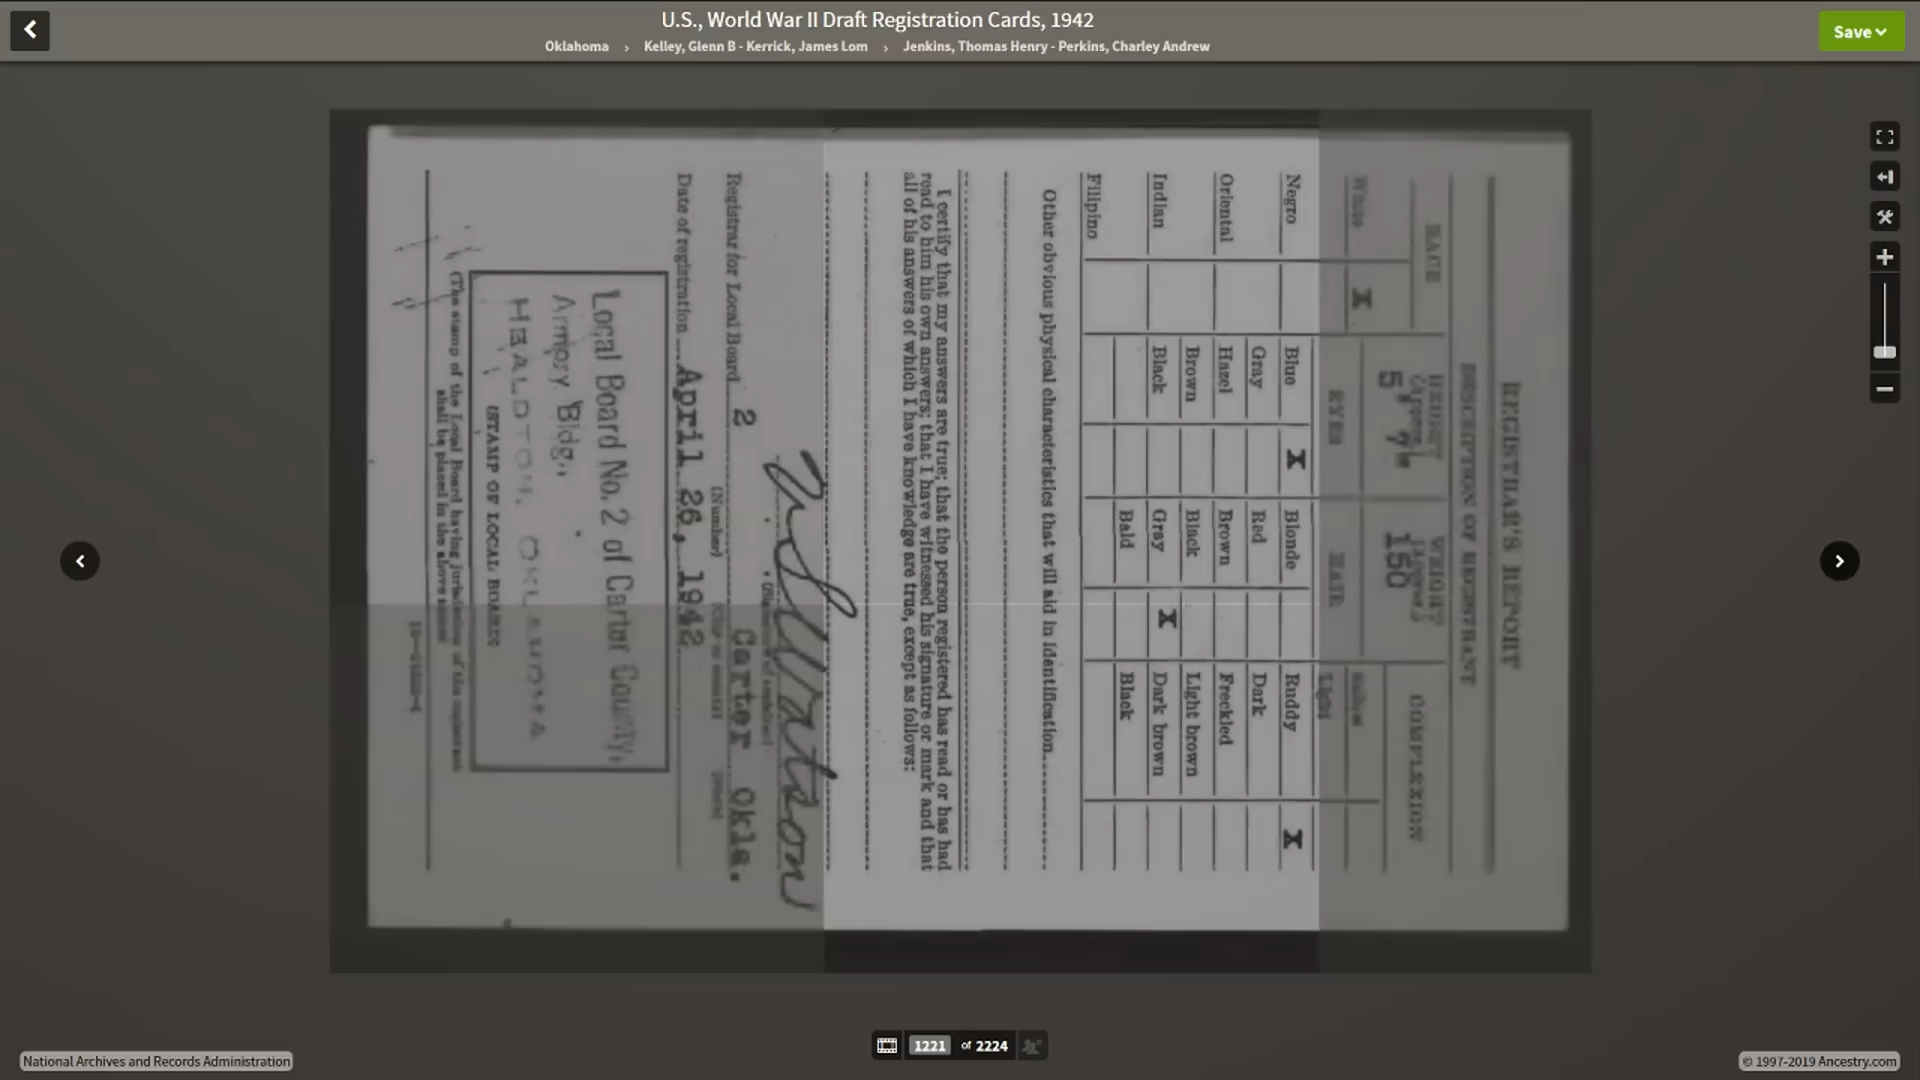 U.S., World War II Draft Registration Cards, 1942
Oklahoma › Kelley, Glenn B - Kerrick, James Lom › Jenkins, Thomas Henry - Perkins, Charley Andrew
Save
REGISTRAR'S REPORT
DESCRIPTION OF REGISTRANT
RACE
HEIGHT
(Approx.)
WEIGHT
(Approx.)
COMPLEXION
5' 7"
150
White X
EYES
HAIR
Sallow
Light
Negro Blue X Blonde Ruddy X
Gray Red Dark
Oriental Hazel Brown Freckled
Brown Black Light brown
Indian Black Gray X Dark brown
Bald Black
Filipino
Other obvious physical characteristics that will aid in identification
I certify that my answers are true; that the person registered has read or has had
read to him his own answers; that I have witnessed his signature or mark and that
all of his answers of which I have knowledge are true, except as follows:
Registrar for Local Board 2 Carter Okla.
(Number) (City or county) (State)
Date of registration April 26, 1942
Local Board No. 2 of Carter County,
Armory Bldg.,
HEALDTON, OKLAHOMA
(STAMP OF LOCAL BOARD)
(The stamp of the Local Board having jurisdiction of the registrant
shall be placed in the above space)
1221 of 2224
National Archives and Records Administration
© 1997-2019 Ancestry.com